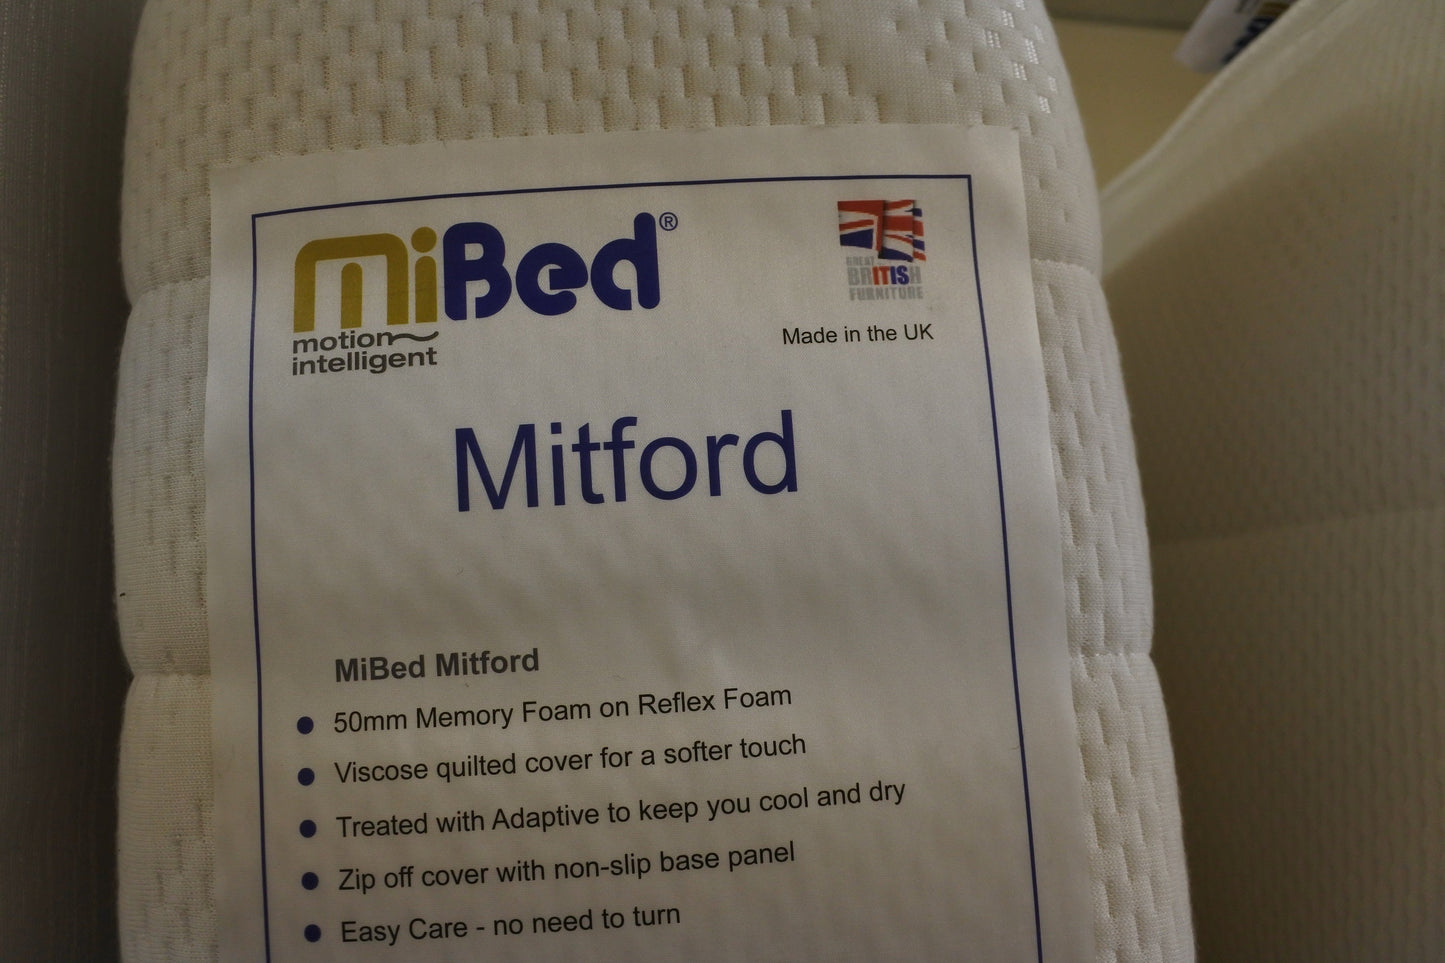 miBed®
motion
intelligent
GREAT
BRITISH
FURNITURE
Made in the UK
Mitford
MiBed Mitford
● 50mm Memory Foam on Reflex Foam
● Viscose quilted cover for a softer touch
● Treated with Adaptive to keep you cool and dry
● Zip off cover with non-slip base panel
● Easy Care - no need to turn